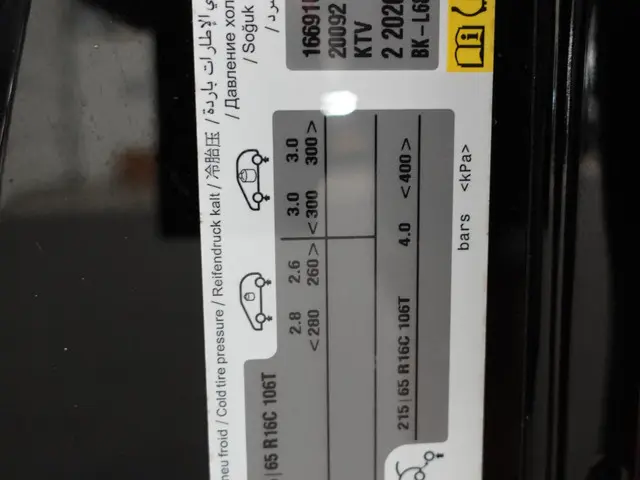 عادي الإطارات باردة /
/ Давление хол
neu froid / Cold tire pressure / Reifendruck kalt / 冷胎压
/ Soğuk
16691
20092
KTV
2 202
BK-L6
65 R16C 106T
2.8 2.6 3.0 3.0
<280 260> <300 300>
215|65 R16C 106T 4.0
<400>
bars <kPa>